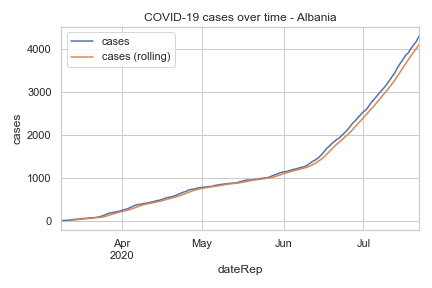 COVID-19 cases over time - Albania
cases
cases (rolling)
4000
3000
2000
1000
0
cases
Apr
2020
May
Jun
Jul
dateRep